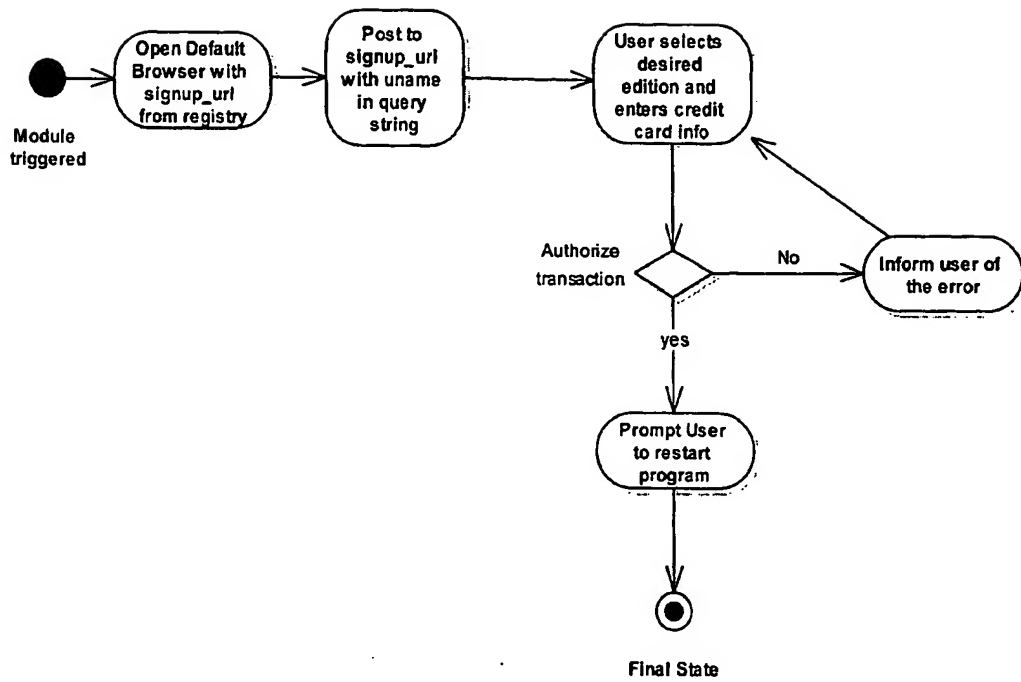 Module
triggered
Open Default
Browser with
signup_url
from registry
Post to
signup_url
with uname
in query
string
User selects
desired
edition and
enters credit
card info
Authorize
transaction
No
Inform user of
the error
yes
Prompt User
to restart
program
Final State